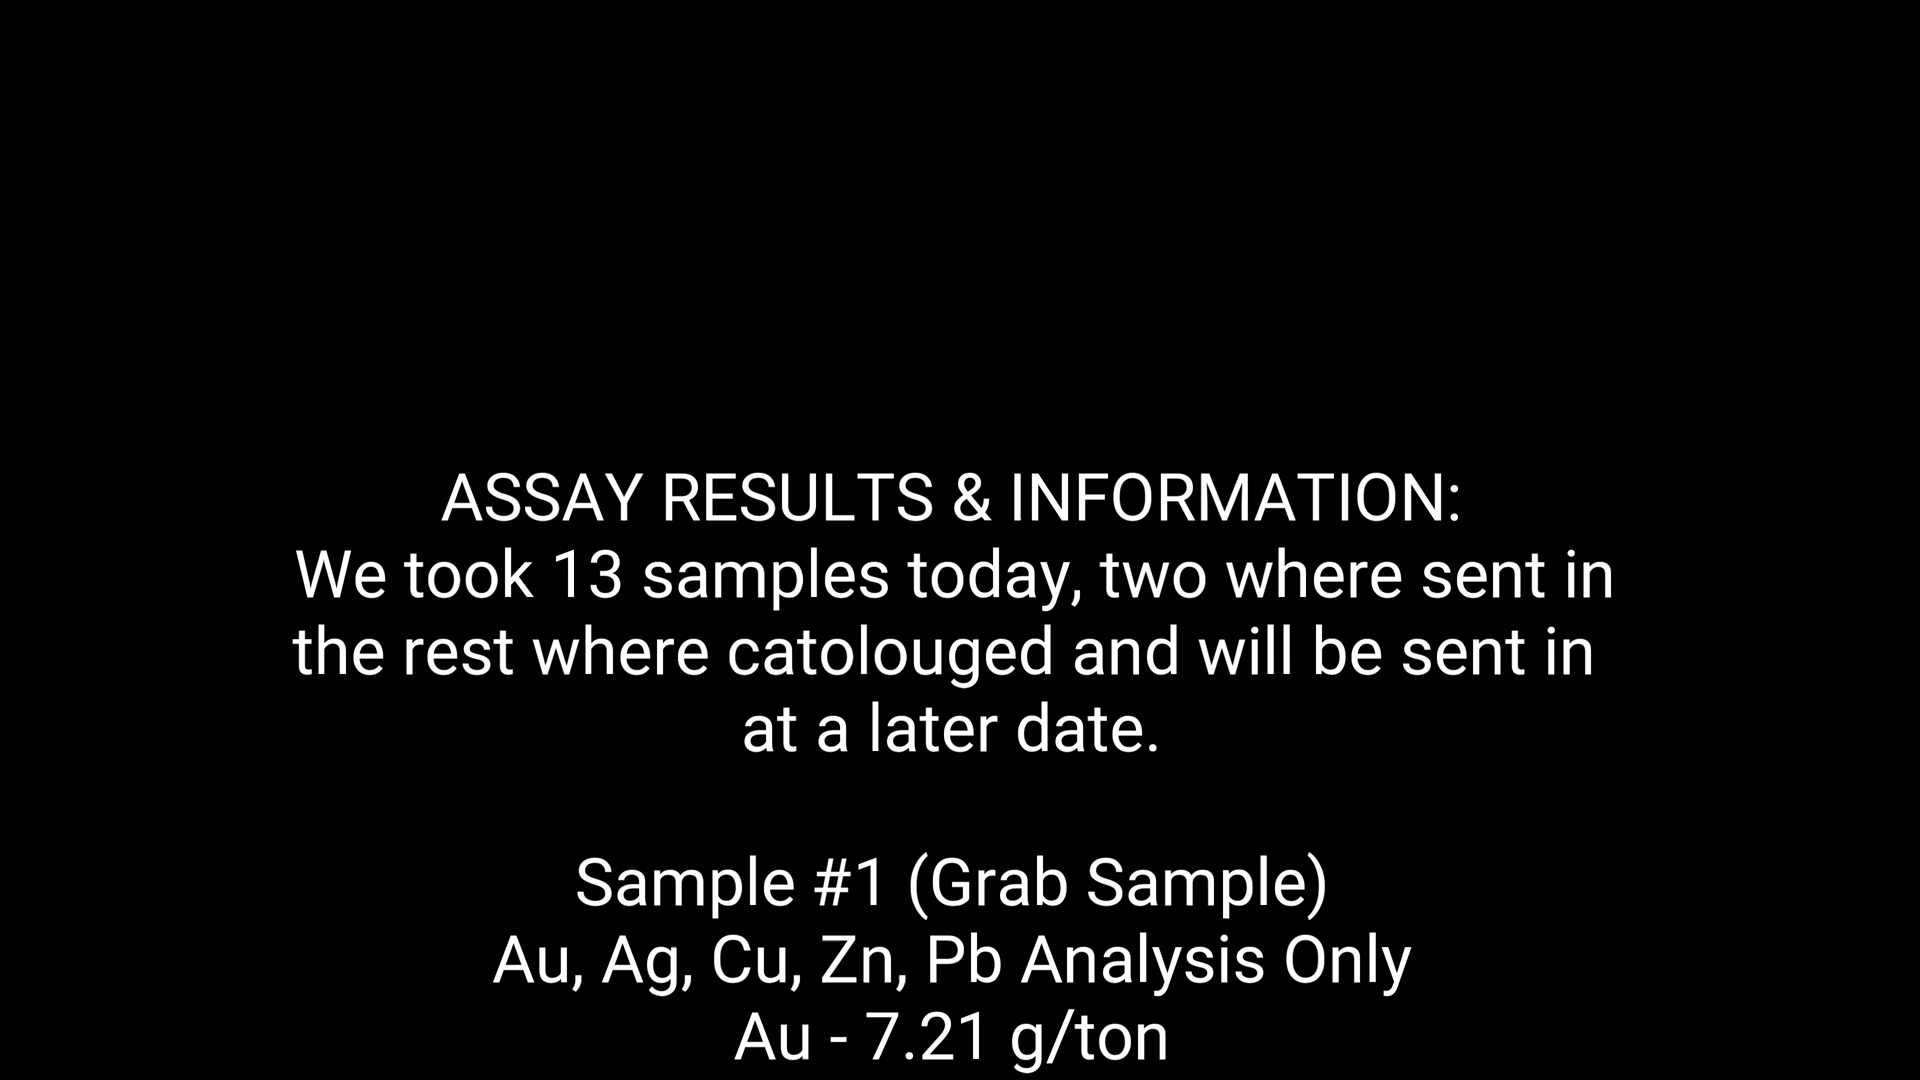 ASSAY RESULTS & INFORMATION:
We took 13 samples today, two where sent in
the rest where catolouged and will be sent in
at a later date.
Sample #1 (Grab Sample)
Au, Ag, Cu, Zn, Pb Analysis Only
Au - 7.21 g/ton